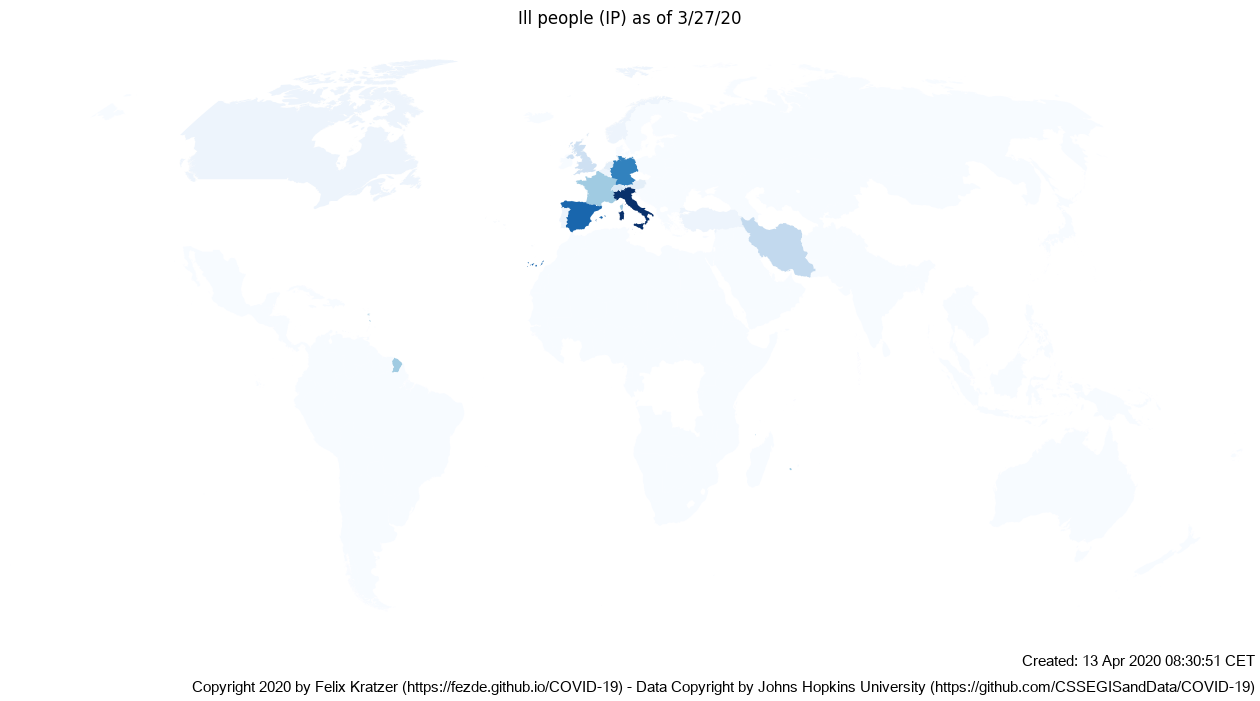 Ill people (IP) as of 3/27/20
Created: 13 Apr 2020 08:30:51 CET
Copyright 2020 by Felix Kratzer (https://fezde.github.io/COVID-19) - Data Copyright by Johns Hopkins University (https://github.com/CSSEGISandData/COVID-19)